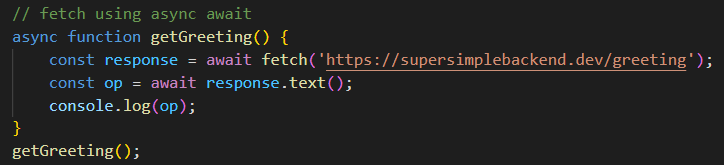 // fetch using async await
async function getGreeting() {
    const response = await fetch('https://supersimplebackend.dev/greeting');
    const op = await response.text();
    console.log(op);
}
getGreeting();